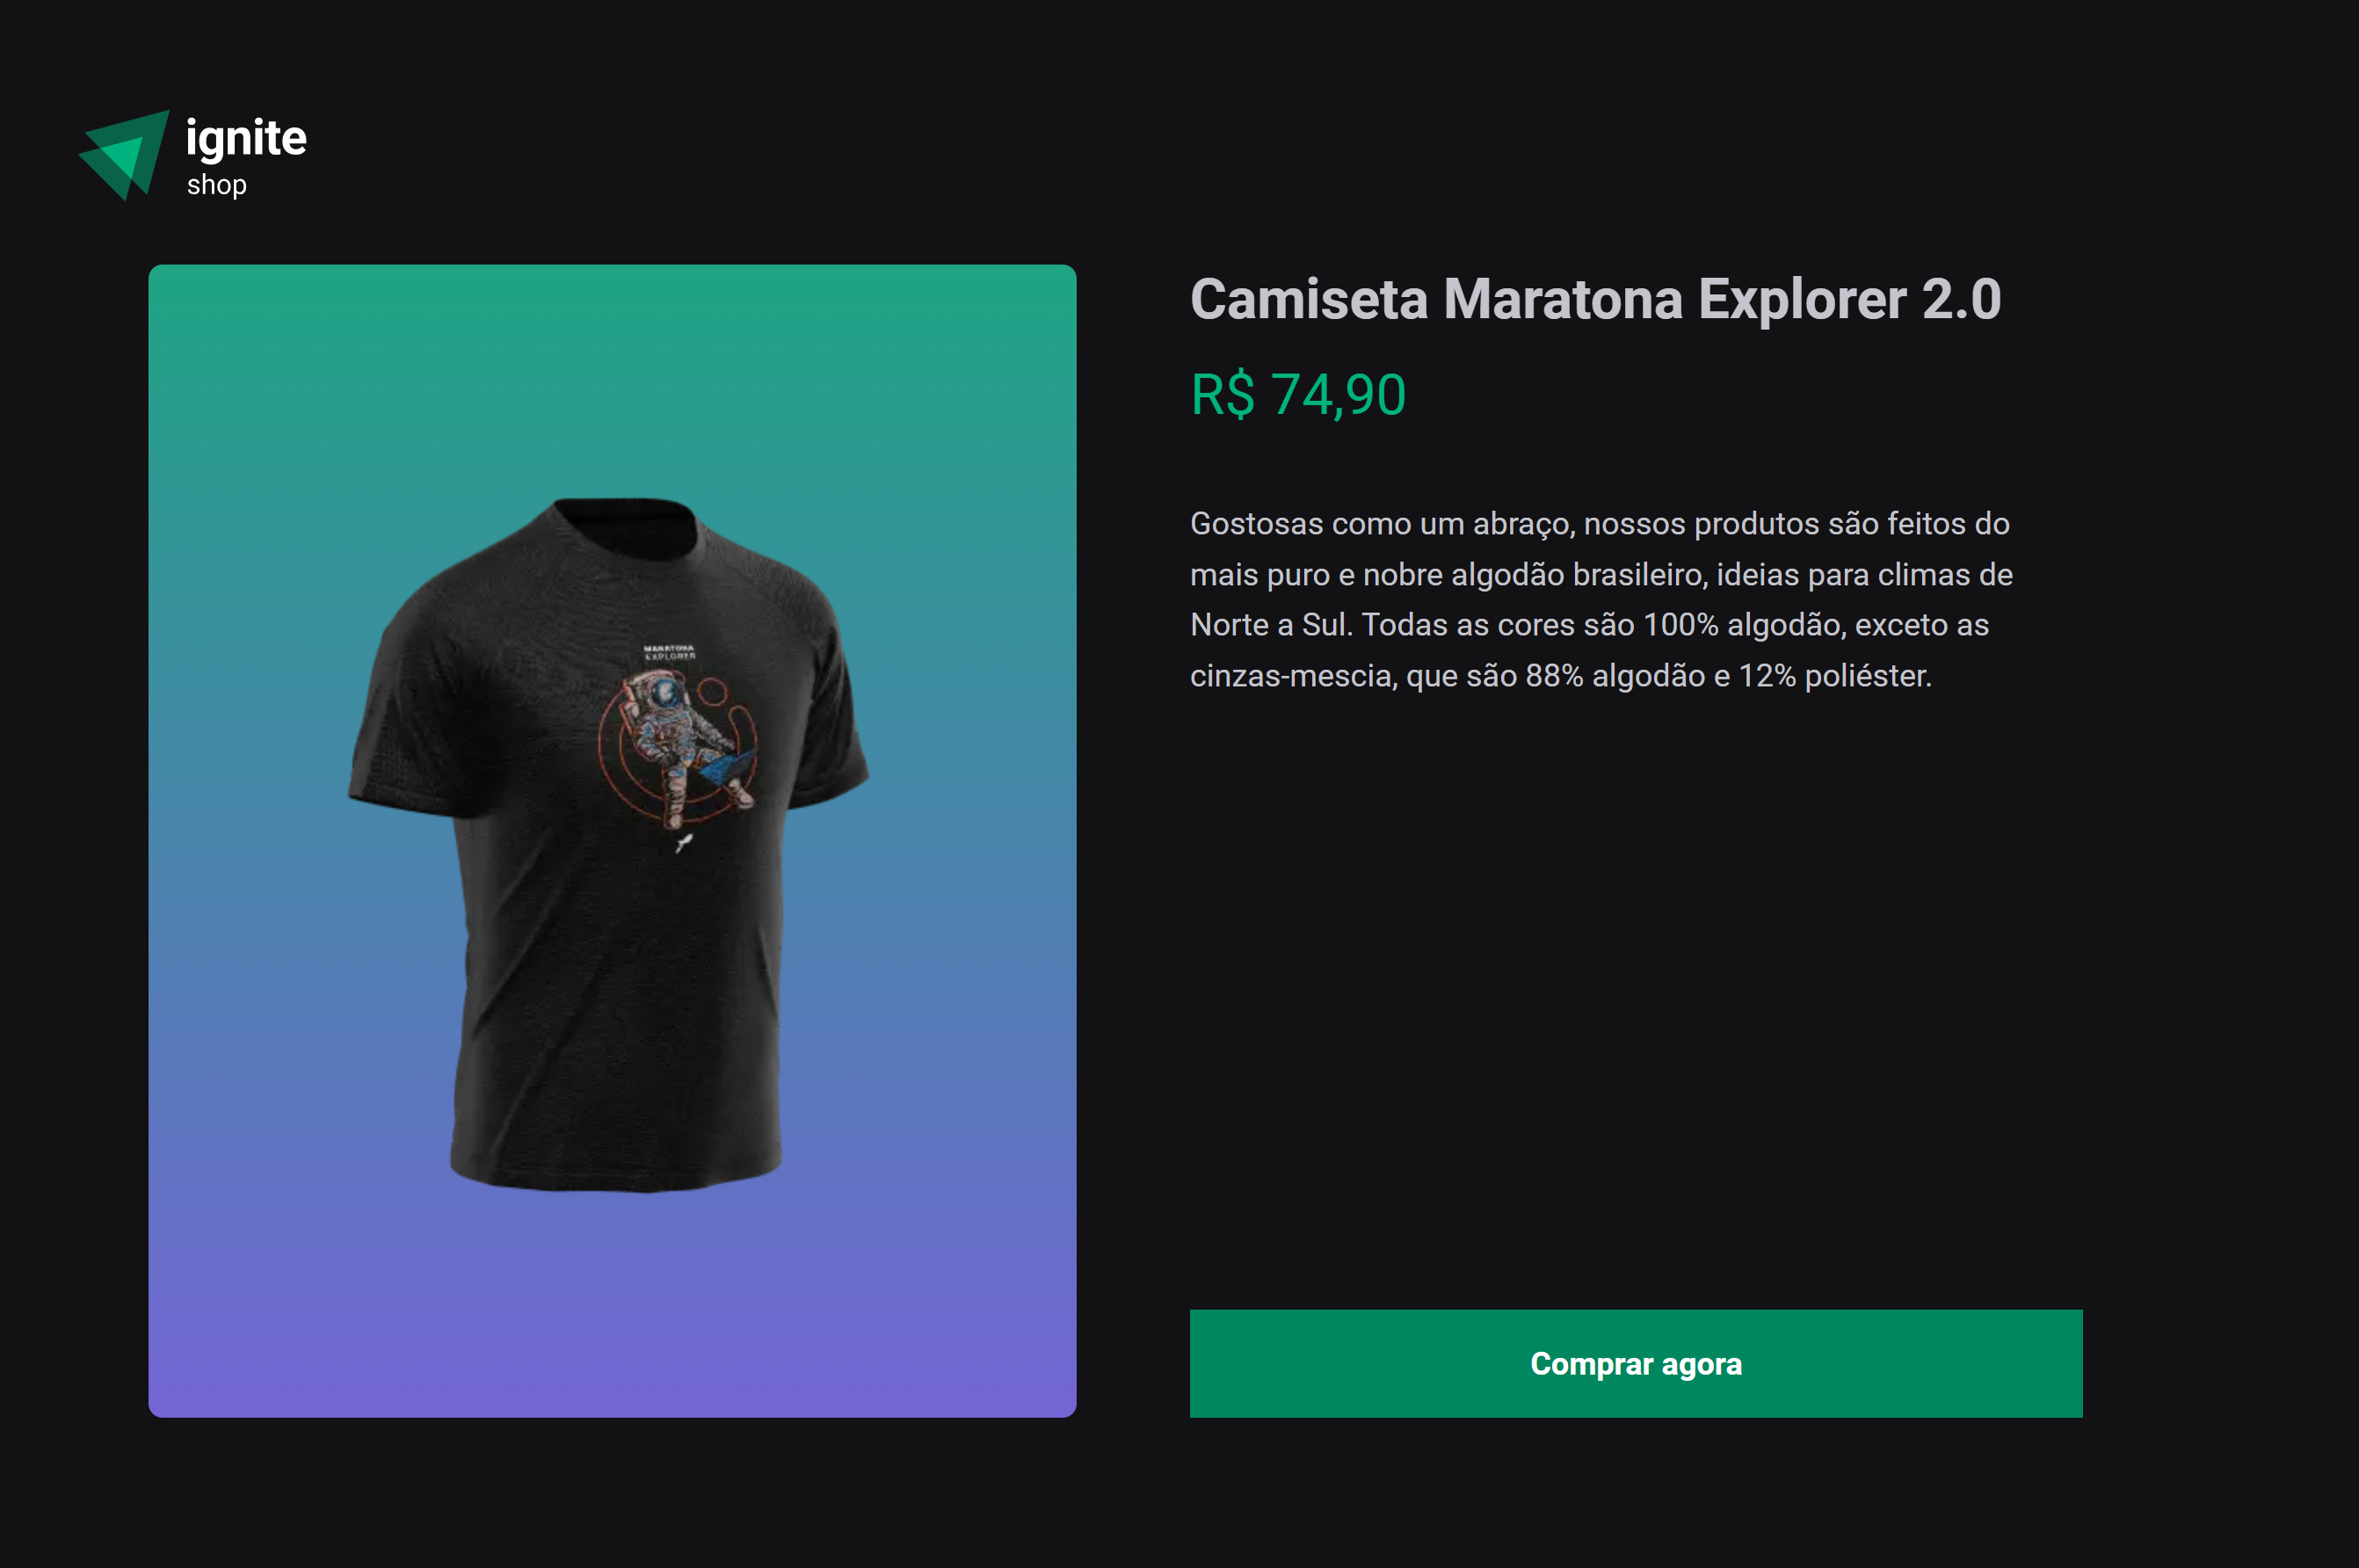 ignite
shop
Camiseta Maratona Explorer 2.0
R$ 74,90
Gostosas como um abraço, nossos produtos são feitos do
mais puro e nobre algodão brasileiro, ideias para climas de
Norte a Sul. Todas as cores são 100% algodão, exceto as
cinzas-mescia, que são 88% algodão e 12% poliéster.
MARATONA
EXPLORER
Comprar agora